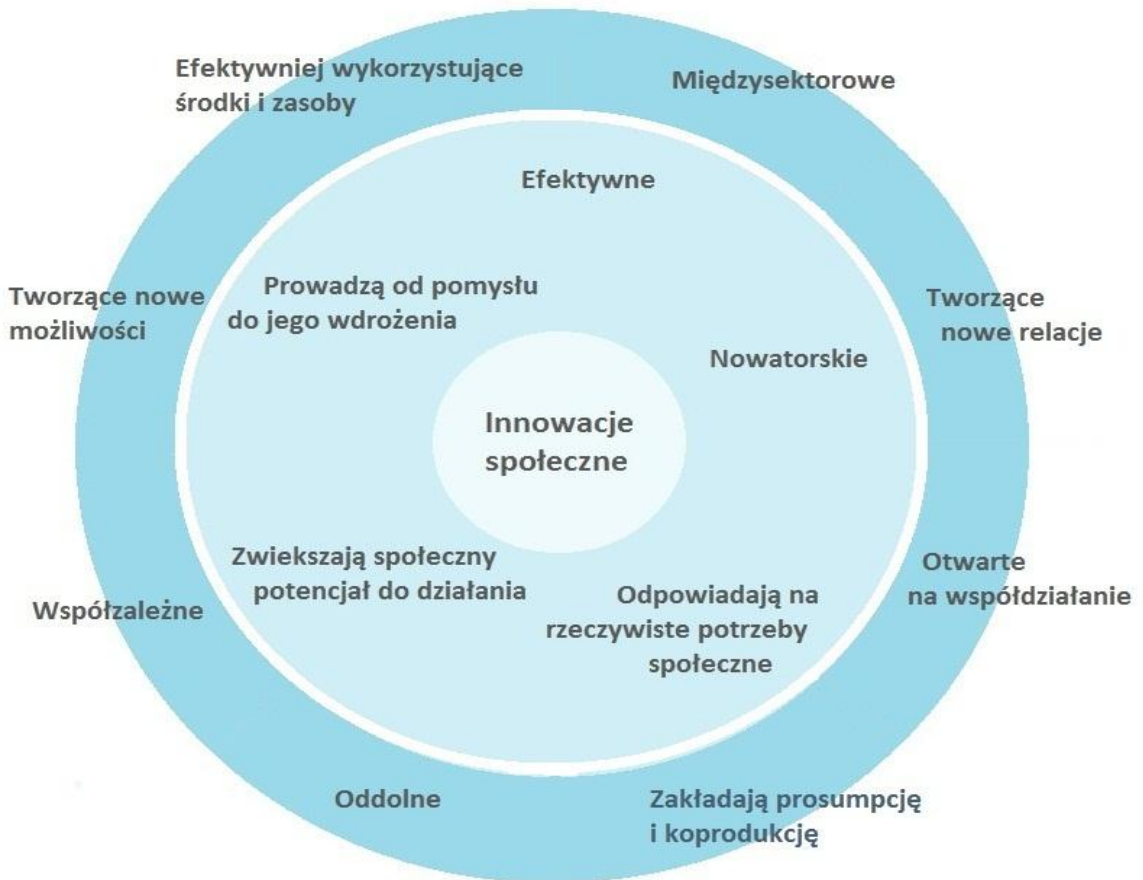 Efektywniej wykorzystujące
środki i zasoby
Międzysektorowe
Efektywne
Prowadzą od pomysłu
do jego wdrożenia
Tworzące nowe
możliwości
Tworzące
nowe relacje
Nowatorskie
Innowacje
społeczne
Zwiekszają społeczny
potencjał do działania
Odpowiadają na
rzeczywiste potrzeby
społeczne
Otwarte
na współdziałanie
Współzależne
Oddolne
Zakładają prosumpcję
i koprodukcję